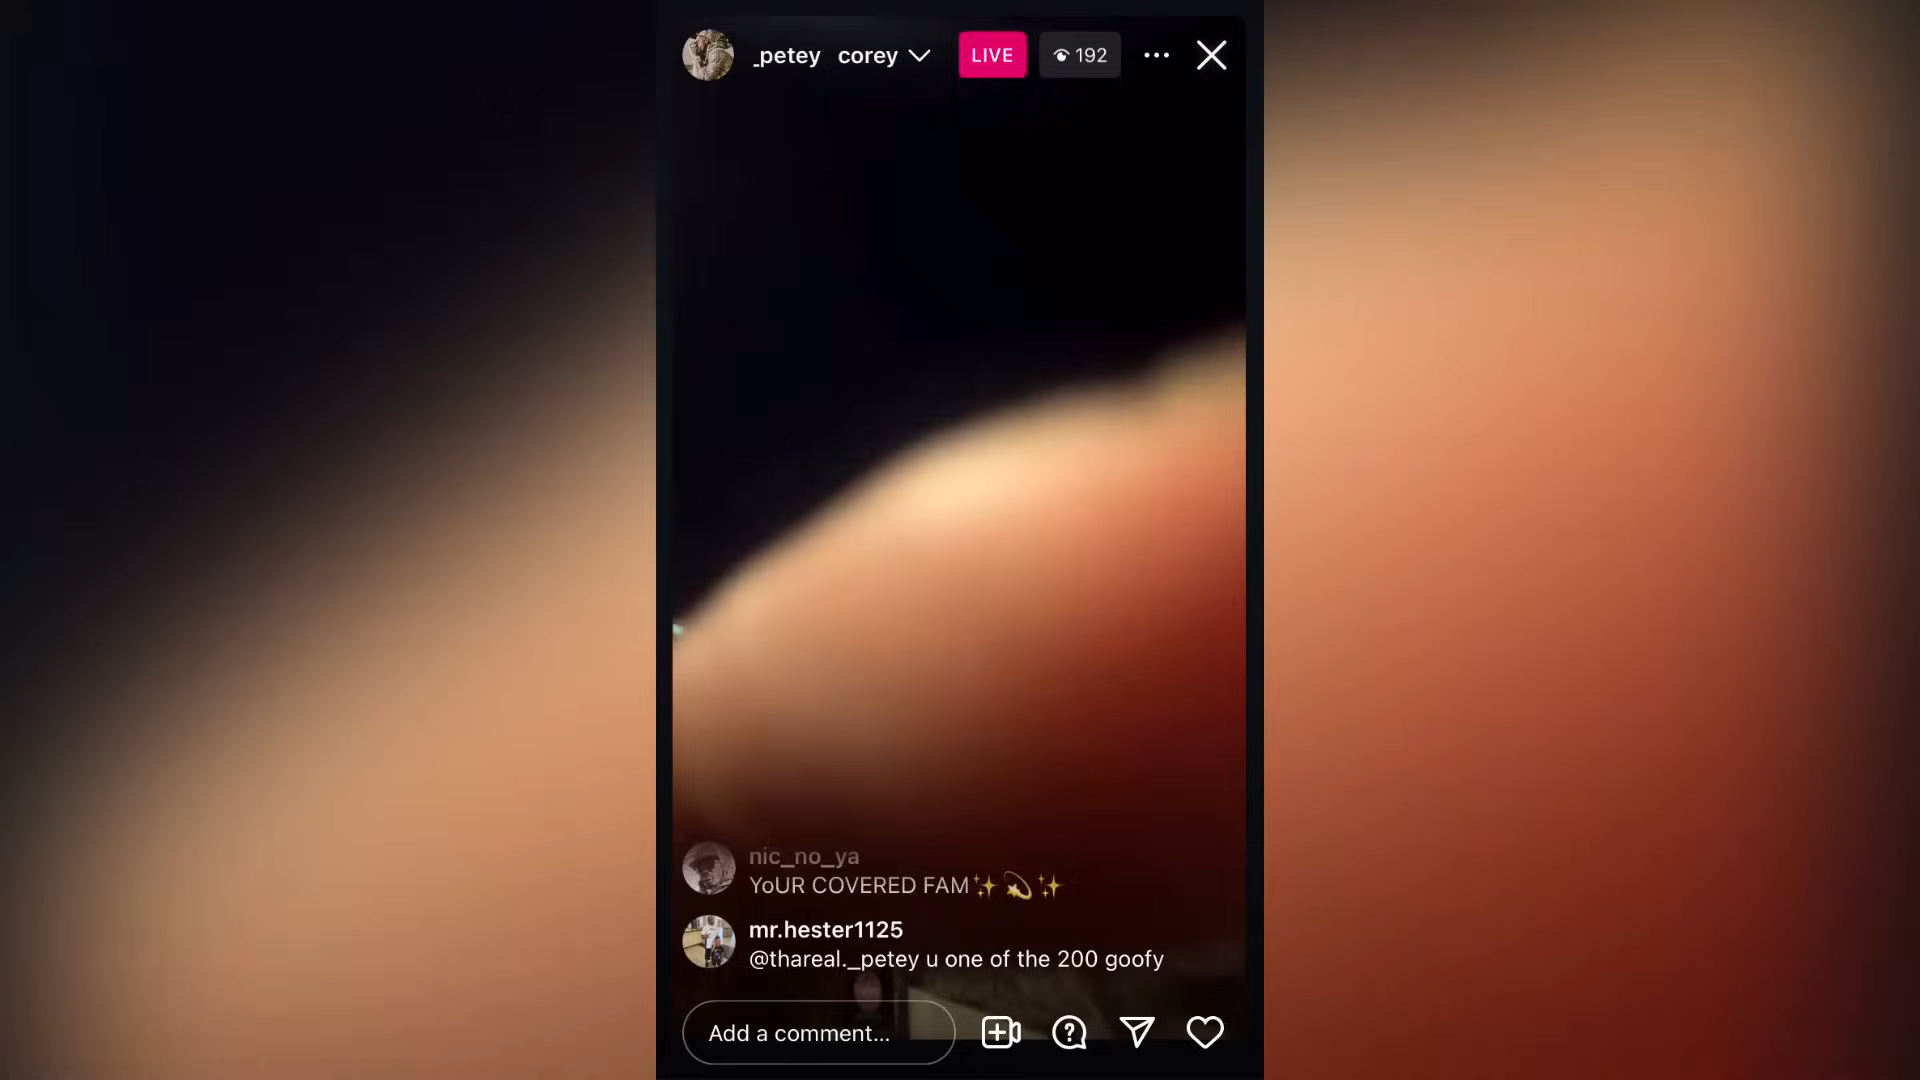 _petey corey LIVE 192
nic_no_ya
YoUR COVERED FAM✨💫✨
mr.hester1125
@thareal._petey u one of the 200 goofy
Add a comment...